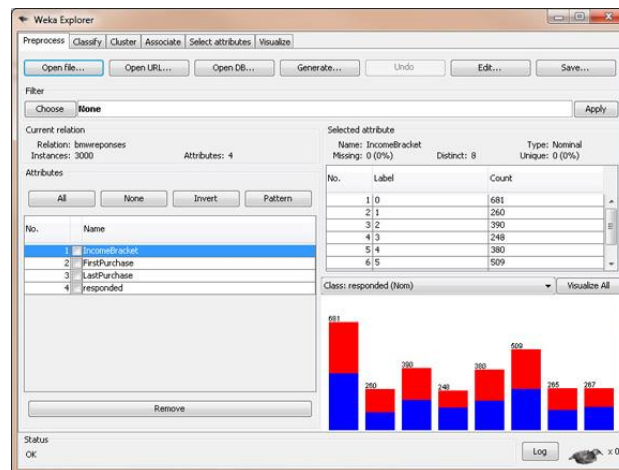 Weka Explorer
Preprocess Classify Cluster Associate Select attributes Visualize
Open file... Open URL... Open DB... Generate... Undo Edit... Save...
Filter
Choose None Apply
Current relation
Relation: bmwreponses
Instances: 3000 Attributes: 4
Attributes
All None Invert Pattern
No. Name
1 IncomeBracket
2 FirstPurchase
3 LastPurchase
4 responded
Remove
Selected attribute
Name: IncomeBracket Type: Nominal
Missing: 0 (0%) Distinct: 8 Unique: 0 (0%)
No. Label Count
1 0 681
2 1 260
3 2 390
4 3 248
5 4 380
6 5 509
Class: responded (Nom) Visualize All
681 260 390 248 380 509 265 267
Status
OK
Log x 0